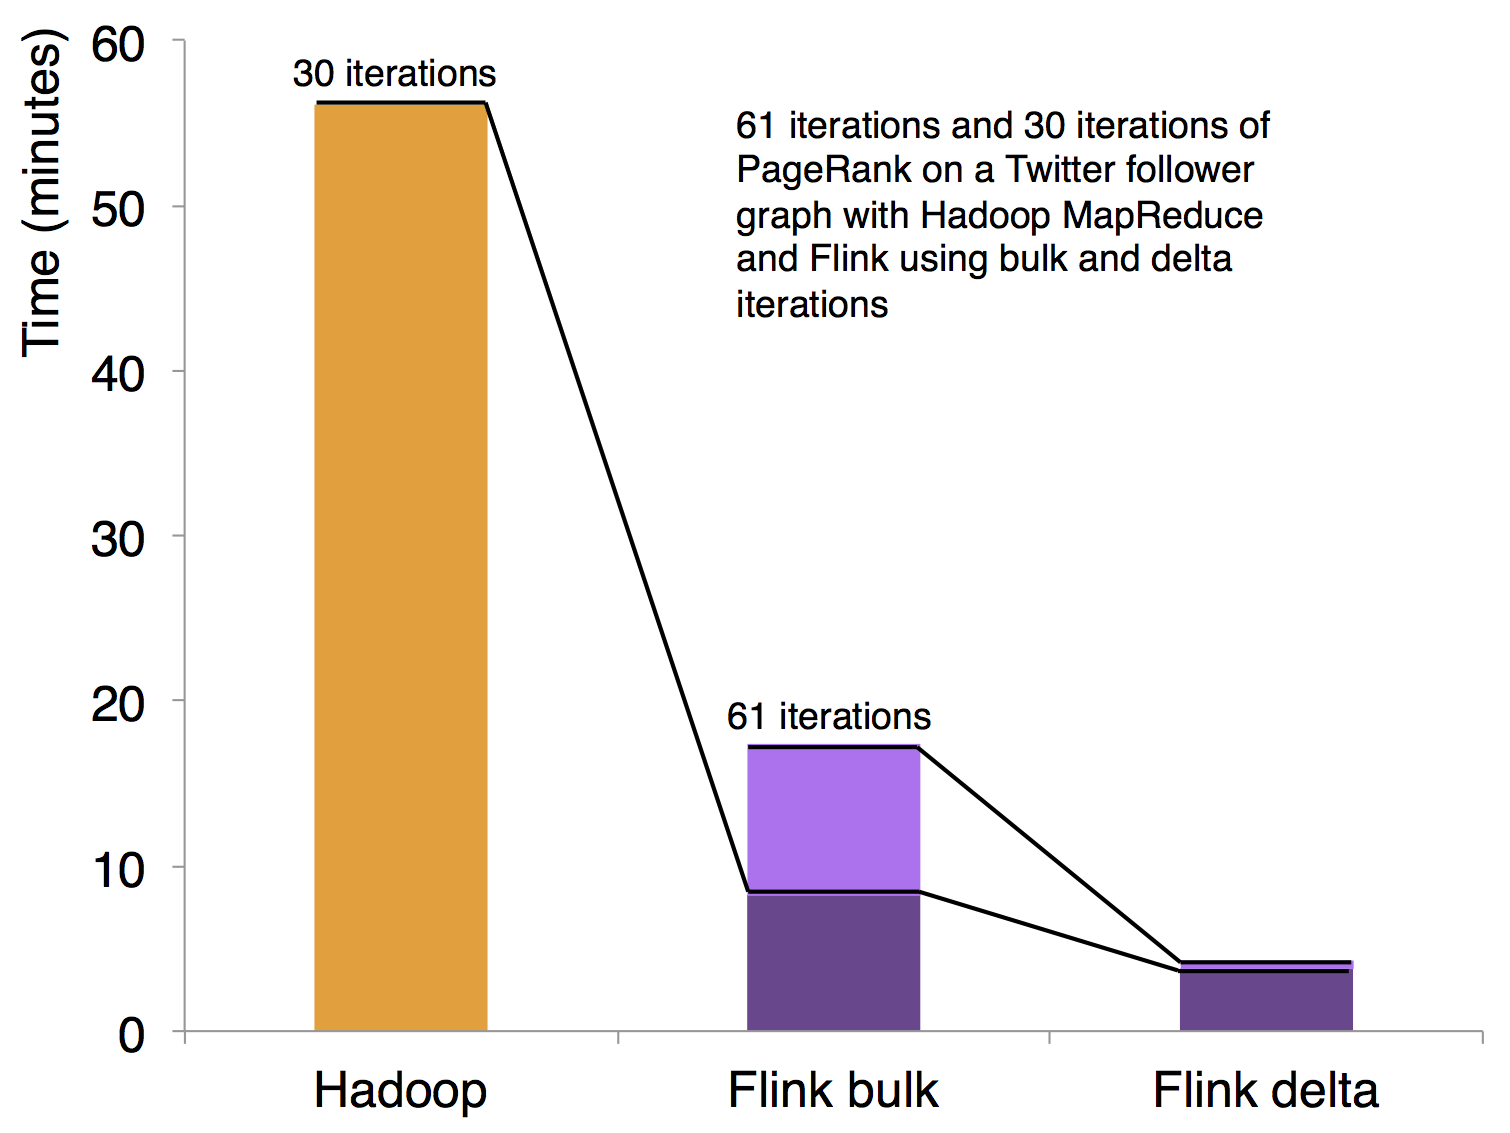 Time (minutes)
60
50
40
30
20
10
0
30 iterations
61 iterations and 30 iterations of
PageRank on a Twitter follower
graph with Hadoop MapReduce
and Flink using bulk and delta
iterations
61 iterations
Hadoop
Flink bulk
Flink delta